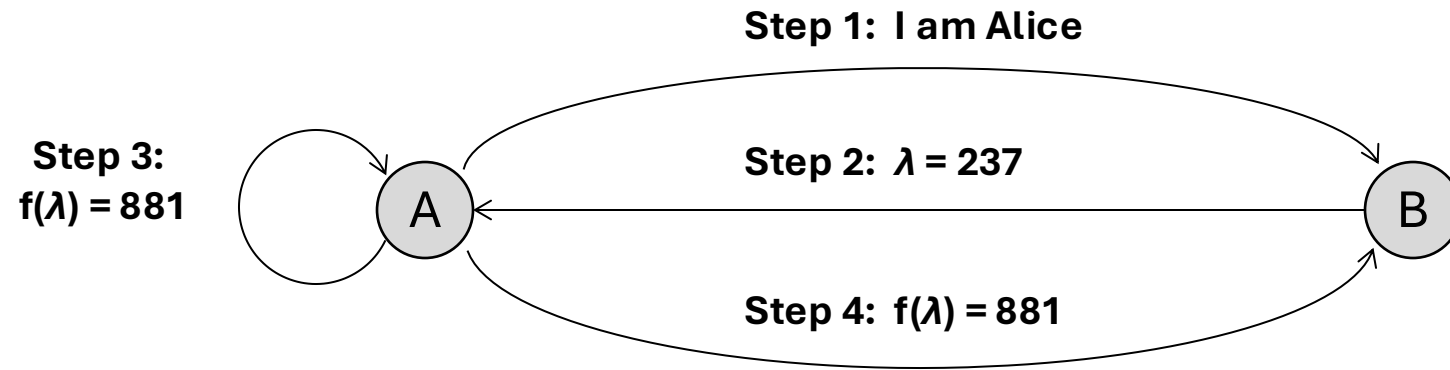 Step 1: I am Alice
Step 3:
f(λ) = 881
A
Step 2: λ = 237
B
Step 4: f(λ) = 881